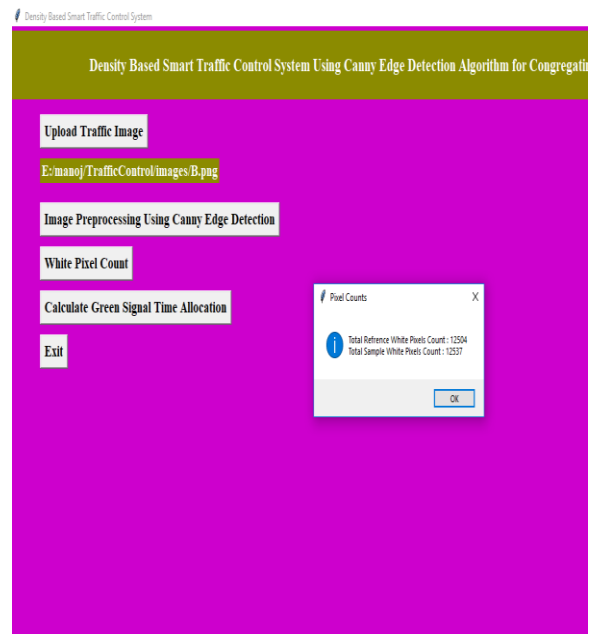 Density Based Smart Traffic Control System
Density Based Smart Traffic Control System Using Canny Edge Detection Algorithm for Congregatin
Upload Traffic Image
E:/manoj/TrafficControl/images/B.png
Image Preprocessing Using Canny Edge Detection
White Pixel Count
Calculate Green Signal Time Allocation
Exit
Pixel Counts
X
Total Refrence White Pixels Count : 12504
Total Sample White Pixels Count : 12537
OK